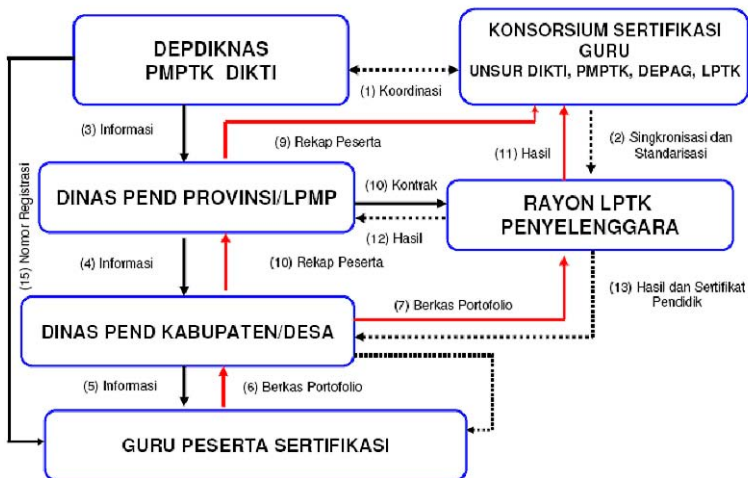 DEPDIKNAS
PMPTK DIKTI
KONSORSIUM SERTIFIKASI
GURU
UNSUR DIKTI, PMPTK, DEPAG, LPTK
(1) Koordinasi
(3) Informasi
(9) Rekap Peserta
(11) Hasil
(2) Singkronisasi dan
Standarisasi
DINAS PEND PROVINSI/LPMP
(10) Kontrak
RAYON LPTK
PENYELENGGARA
(12) Hasil
(15) Nomor Registrasi
(4) Informasi
(10) Rekap Peserta
(13) Hasil dan Sertifikat
Pendidik
(7) Berkas Portofolio
DINAS PEND KABUPATEN/DESA
(5) Informasi
(6) Berkas Portofolio
GURU PESERTA SERTIFIKASI